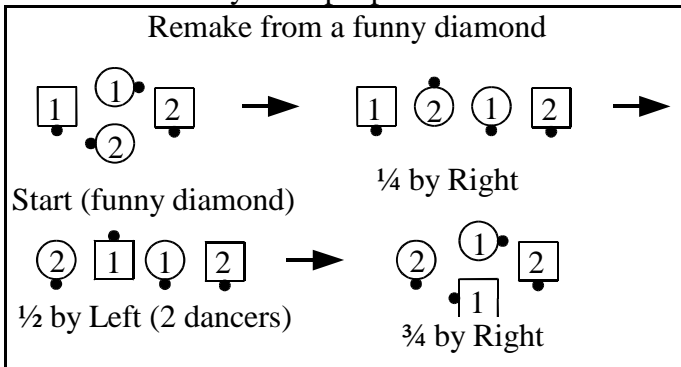 Remake from a funny diamond
1 1 2
2
1 2 1 2
¼ by Right
Start (funny diamond)
2 1 1 2
2 1 2
1
½ by Left (2 dancers)
¾ by Right